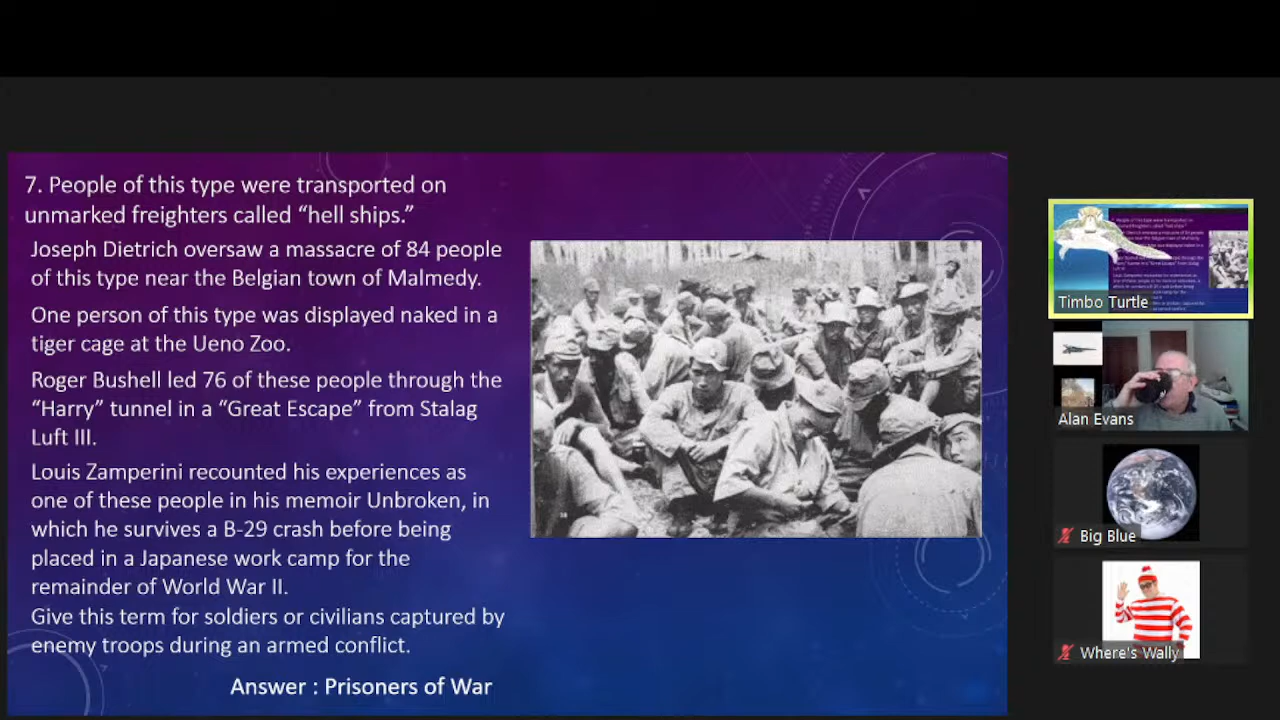 7. People of this type were transported on
unmarked freighters called “hell ships.”
Joseph Dietrich oversaw a massacre of 84 people
of this type near the Belgian town of Malmedy.
One person of this type was displayed naked in a
tiger cage at the Ueno Zoo.
Roger Bushell led 76 of these people through the
“Harry” tunnel in a “Great Escape” from Stalag
Luft III.
Louis Zamperini recounted his experiences as
one of these people in his memoir Unbroken, in
which he survives a B-29 crash before being
placed in a Japanese work camp for the
remainder of World War II.
Give this term for soldiers or civilians captured by
enemy troops during an armed conflict.
Answer : Prisoners of War
Timbo Turtle
Alan Evans
Big Blue
Where's Wally